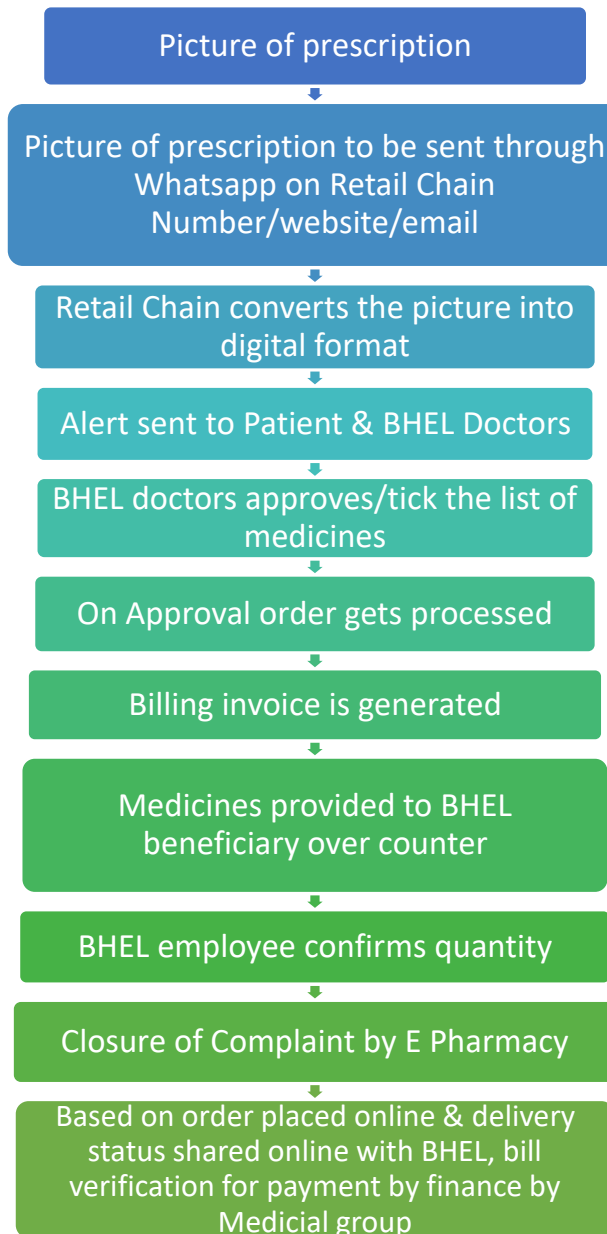 Picture of prescription
Picture of prescription to be sent through
Whatsapp on Retail Chain
Number/website/email
Retail Chain converts the picture into
digital format
Alert sent to Patient & BHEL Doctors
BHEL doctors approves/tick the list of
medicines
On Approval order gets processed
Billing invoice is generated
Medicines provided to BHEL
beneficiary over counter
BHEL employee confirms quantity
Closure of Complaint by E Pharmacy
Based on order placed online & delivery
status shared online with BHEL, bill
verification for payment by finance by
Medicial group